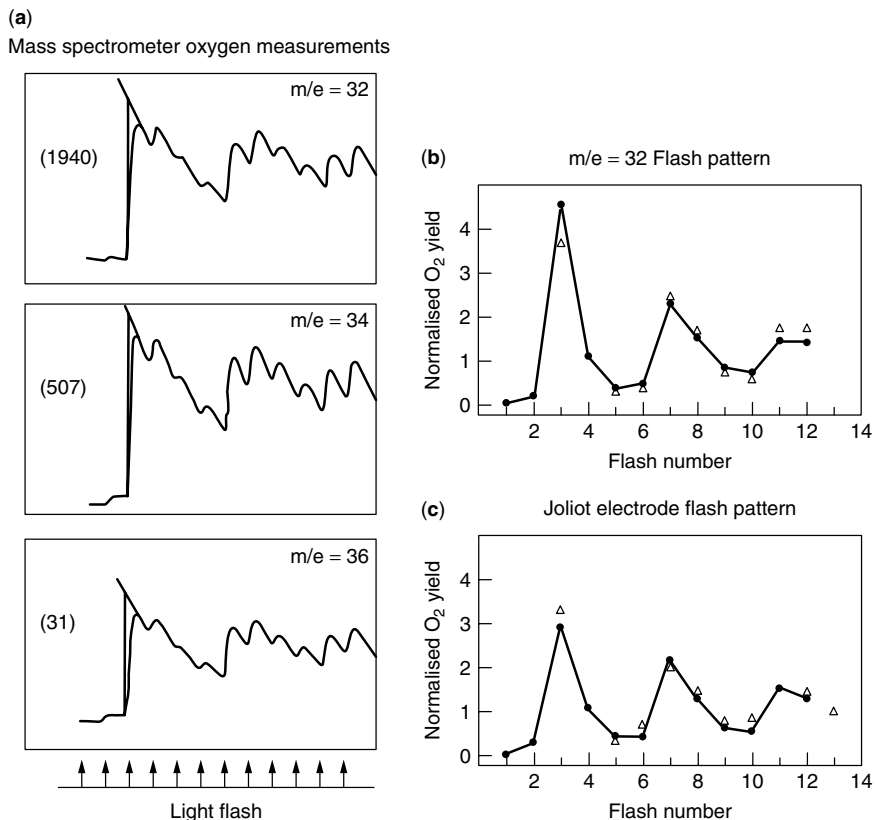 (a)
Mass spectrometer oxygen measurements
m/e = 32
(1940)
m/e = 34
(507)
m/e = 36
(31)
Light flash
(b) m/e = 32 Flash pattern
Normalised O₂ yield
4
3
2
1
0
2 4 6 8 10 12 14
Flash number
(c) Joliot electrode flash pattern
Normalised O₂ yield
4
3
2
1
0
2 4 6 8 10 12 14
Flash number